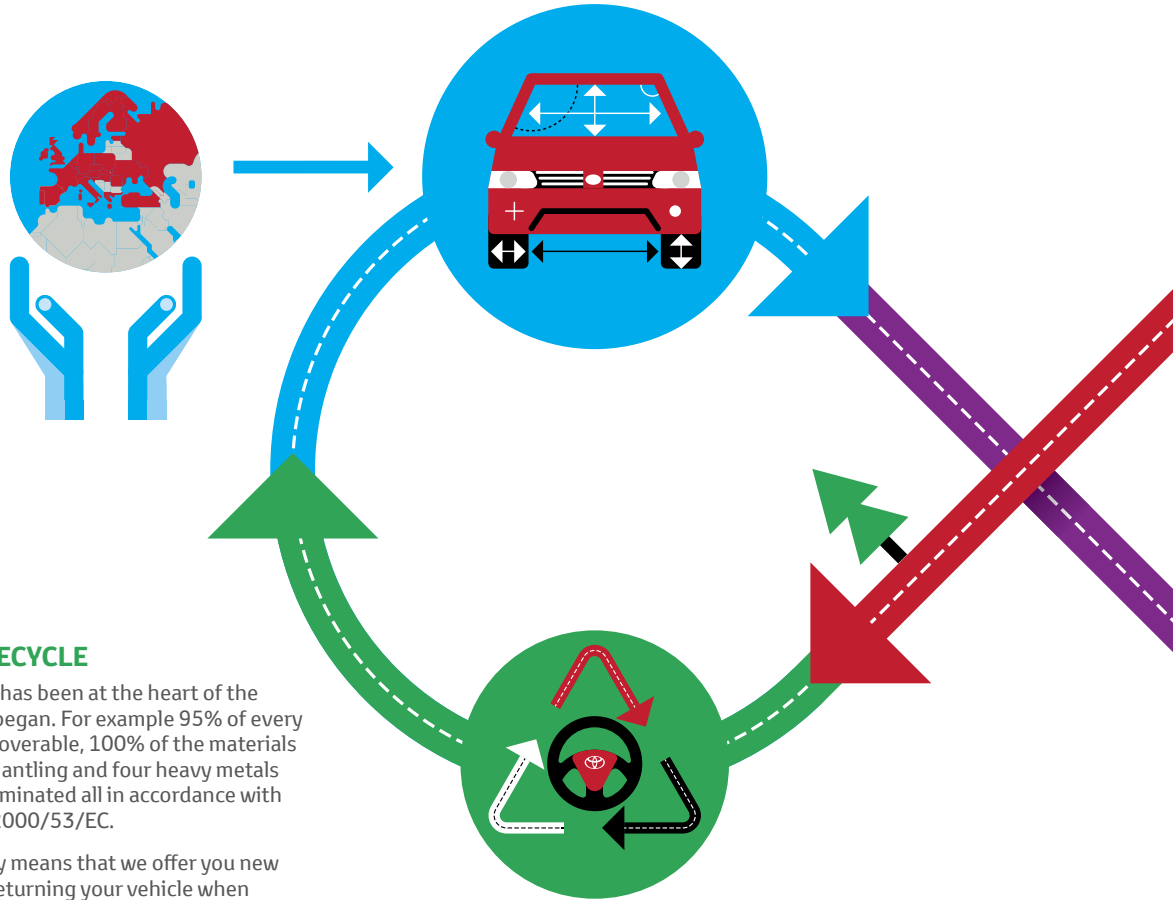 ECYCLE
has been at the heart of the
began. For example 95% of every
overable, 100% of the materials
antling and four heavy metals
minated all in accordance with
2000/53/EC.
y means that we offer you new
eturning your vehicle when